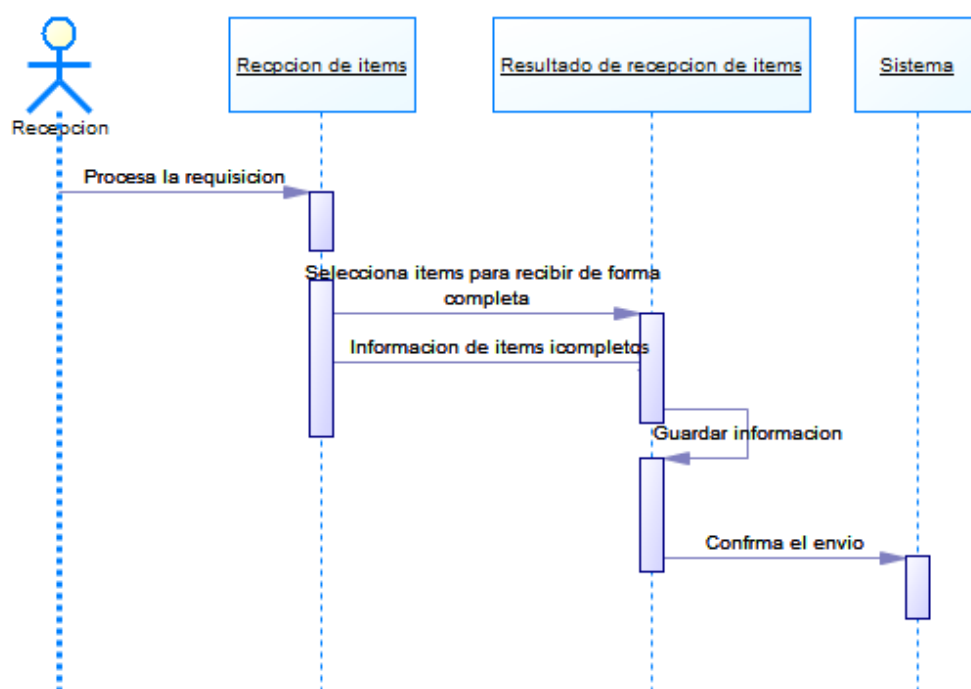 Recpcion de items
Resultado de recepcion de items
Sistema
Recepcion
Procesa la requisicion
Selecciona items para recibir de forma
completa
Informacion de items icompletos
Guardar informacion
Confrma el envio